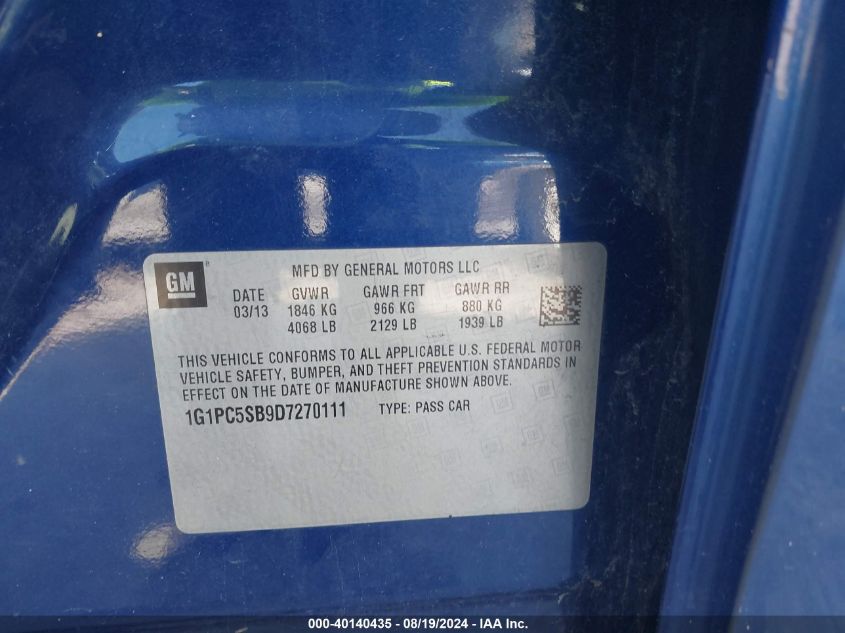 GM
MFD BY GENERAL MOTORS LLC
DATE GVWR GAWR FRT GAWR RR
03/13 1846 KG 966 KG 880 KG
4068 LB 2129 LB 1939 LB
THIS VEHICLE CONFORMS TO ALL APPLICABLE U.S. FEDERAL MOTOR
VEHICLE SAFETY, BUMPER, AND THEFT PREVENTION STANDARDS IN
EFFECT ON THE DATE OF MANUFACTURE SHOWN ABOVE.
1G1PC5SB9D7270111 TYPE: PASS CAR
000-40140435 - 08/19/2024 - IAA Inc.